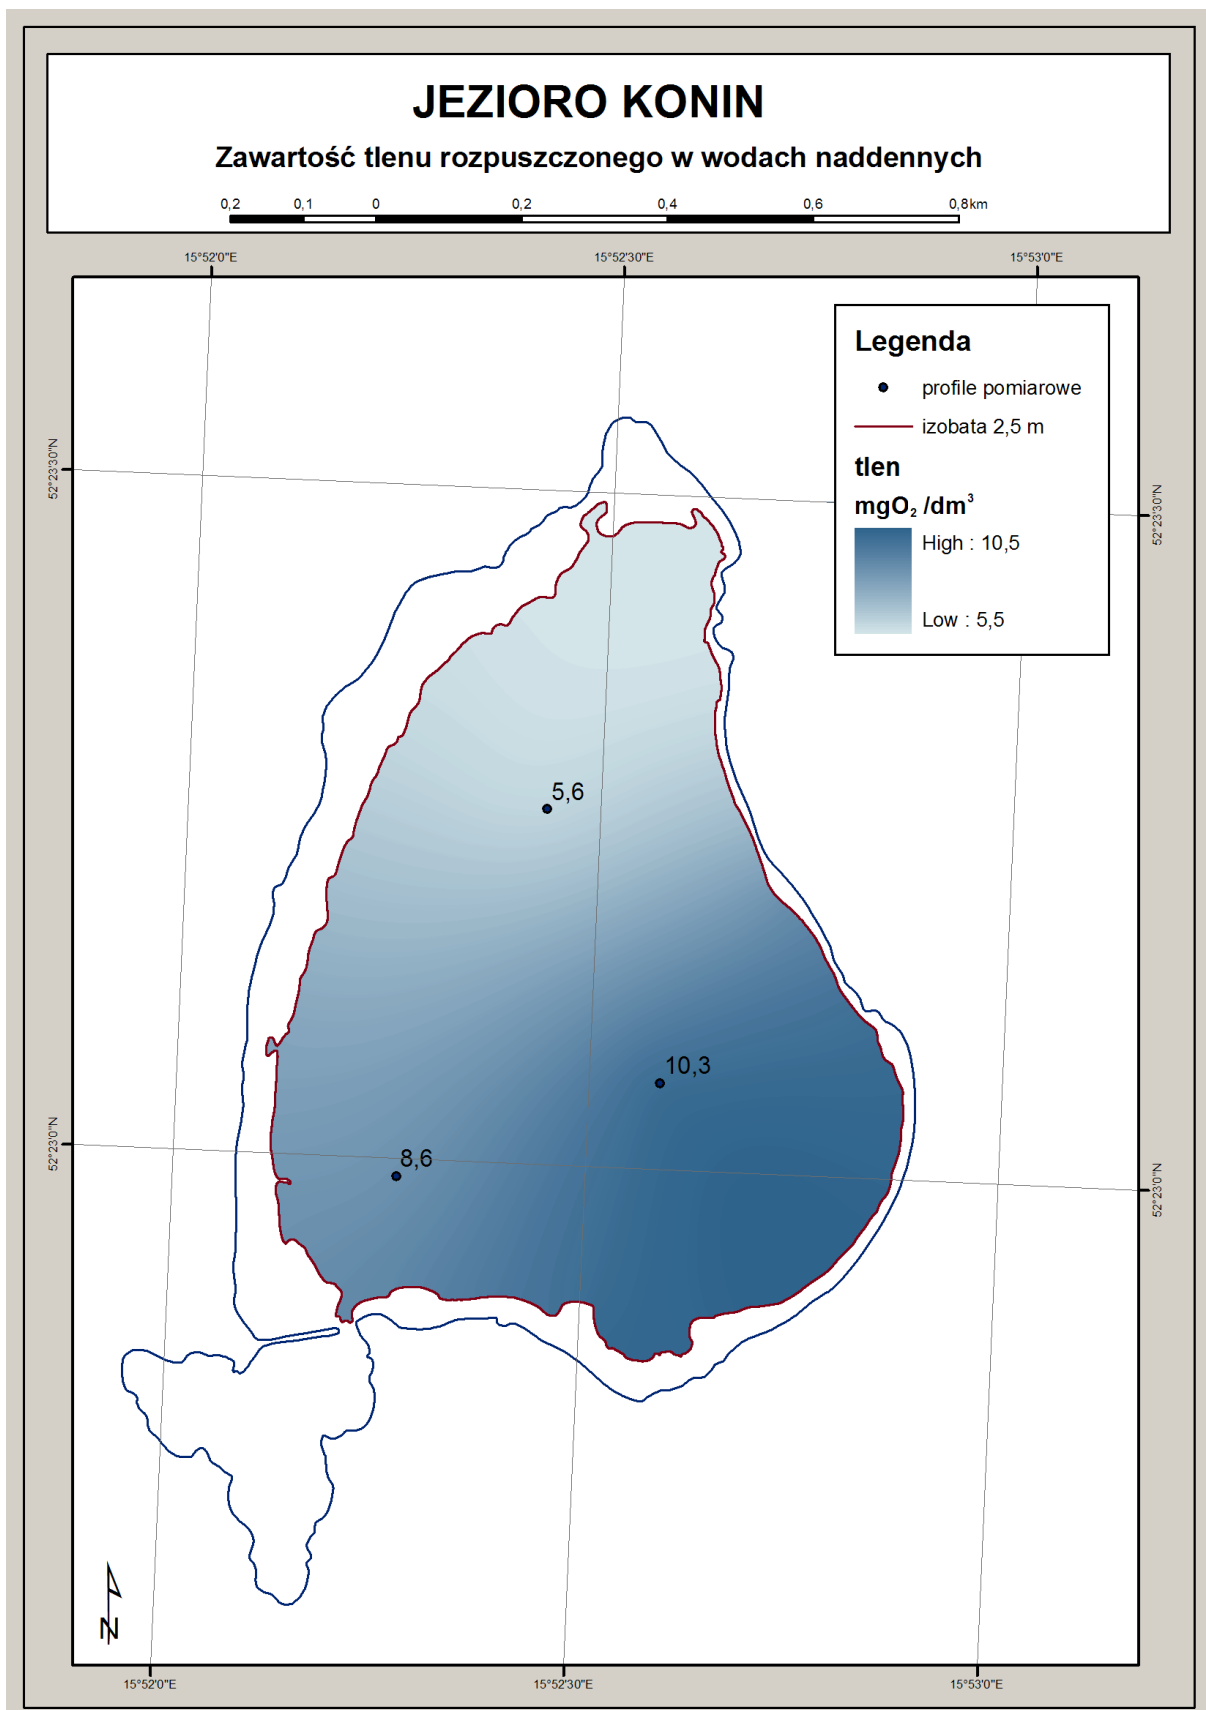 JEZIORO KONIN
Zawartość tlenu rozpuszczonego w wodach naddennych
0,2 0,1 0 0,2 0,4 0,6 0,8 km
15°52'0"E 15°52'30"E 15°53'0"E
Legenda
profile pomiarowe
izobata 2,5 m
tlen
mgO₂ /dm³
High : 10,5
Low : 5,5
52°23'30"N
52°23'30"N
5,6
10,3
8,6
52°23'0"N
52°23'0"N
N
15°52'0"E 15°52'30"E 15°53'0"E